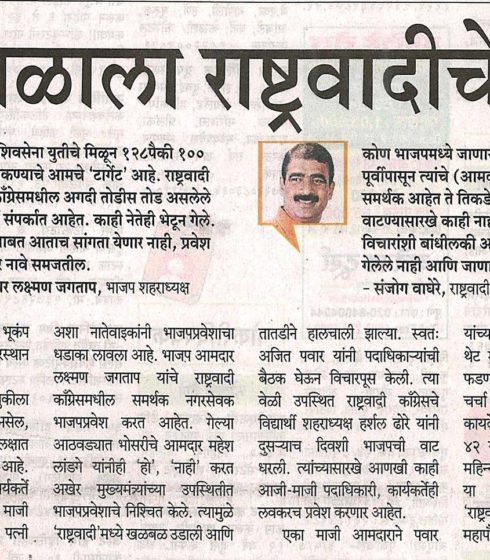 ळाला राष्ट्रवादीचे
शिवसेना युतीचे मिळून १२८पैकी १००
कण्याचे आमचे 'टार्गेट' आहे. राष्ट्रवादी
काँग्रेसमधील अगदी तोडीस तोड असलेले
संपर्कात आहेत. काही नेतेही भेटून गेले.
बाबत आताच सांगता येणार नाही, प्रवेश
नावे समजतील.
लक्ष्मण जगताप, भाजप शहराध्यक्ष
कोण भाजपमध्ये जाणार
पूर्वीपासून त्यांचे (आमद
समर्थक आहेत ते तिकडे
वाटण्यासारखे काही नाही
विचारांशी बांधीलकी अ
गेलेले नाही आणि जाणा
- संजोग वाघेरे, राष्ट्रवादी
भूकंप
रस्थान
कीला
नसेल,
लक्षात
आहे.
र्यकर्ते
माजी
पत्नी
अशा नातेवाइकांनी भाजपप्रवेशाचा
धडाका लावला आहे. भाजप आमदार
लक्ष्मण जगताप यांचे राष्ट्रवादी
काँग्रेसमधील समर्थक नगरसेवक
भाजपप्रवेश करत आहेत. गेल्या
आठवड्यात भोसरीचे आमदार महेश
लांडगे यांनीही 'हो', 'नाही' करत
अखेर मुख्यमंत्र्यांच्या उपस्थितीत
भाजपप्रवेशाचे निश्चित केले. त्यामुळे
'राष्ट्रवादी'मध्ये खळबळ उडाली आणि
तातडीने हालचाली झाल्या. स्वतः
अजित पवार यांनी पदाधिकाऱ्यांची
बैठक घेऊन विचारपूस केली. त्या
वेळी उपस्थित राष्ट्रवादी काँग्रेसचे
विद्यार्थी शहराध्यक्ष हर्शल ढोरे यांनी
दुसऱ्याच दिवशी भाजपची वाट
धरली. त्यांच्यासारखे आणखी काही
आजी-माजी पदाधिकारी, कार्यकर्तेही
लवकरच प्रवेश करणार आहेत.
एका माजी आमदाराने पवार
यांच्य
थेट
फडण
चर्चा
कार्या
४२
महिन
या
'राष्ट्र
महापौ